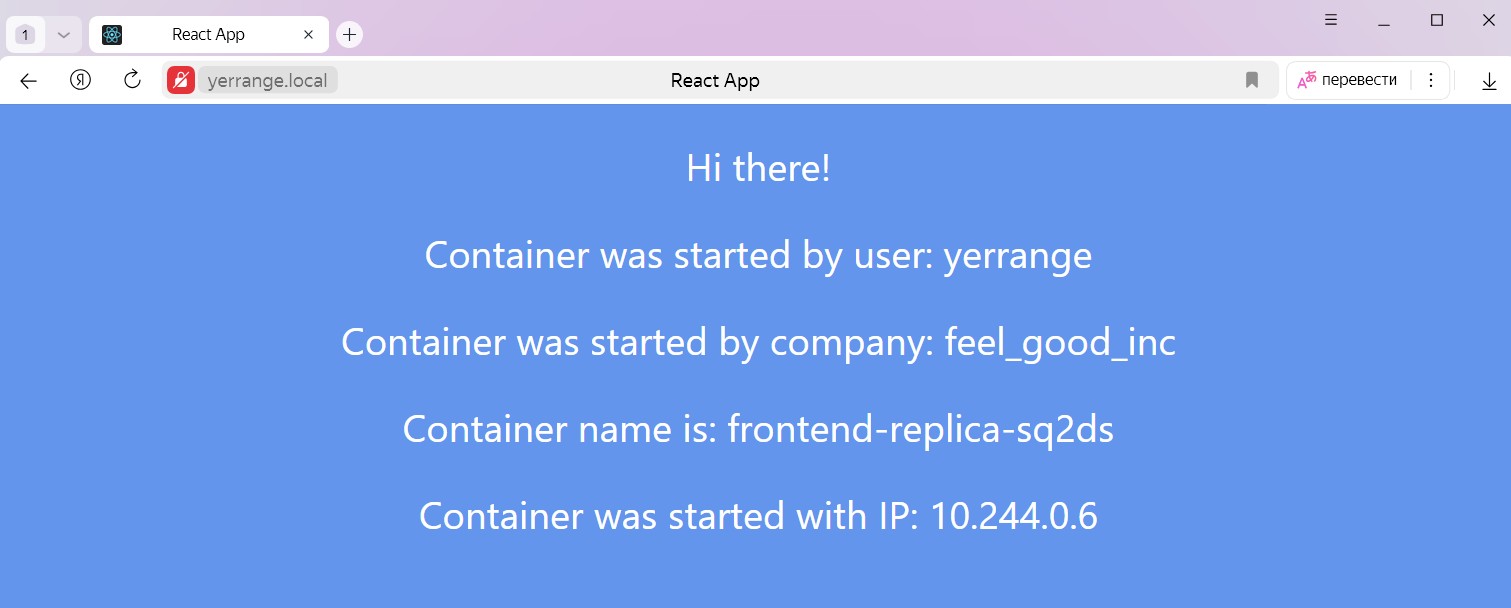 1
React App
yerrange.local
React App
перевести
Hi there!
Container was started by user: yerrange
Container was started by company: feel_good_inc
Container name is: frontend-replica-sq2ds
Container was started with IP: 10.244.0.6